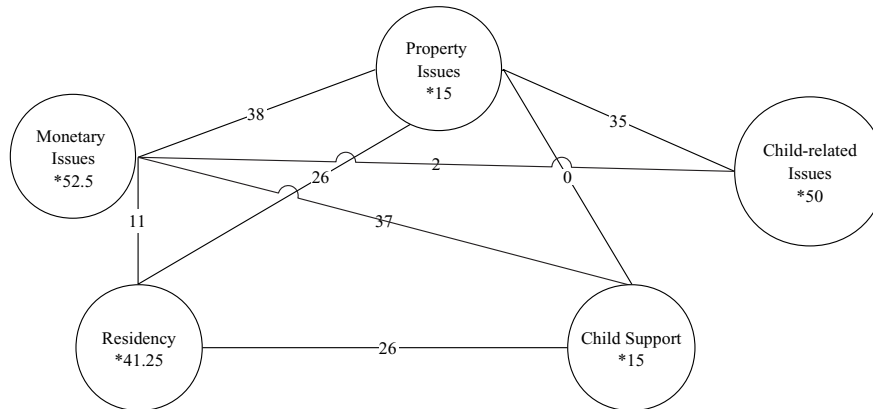 Property
Issues
*15
38
35
Monetary
Issues
*52.5
Child-related
Issues
*50
26
2
0
11
37
Residency
*41.25
26
Child Support
*15